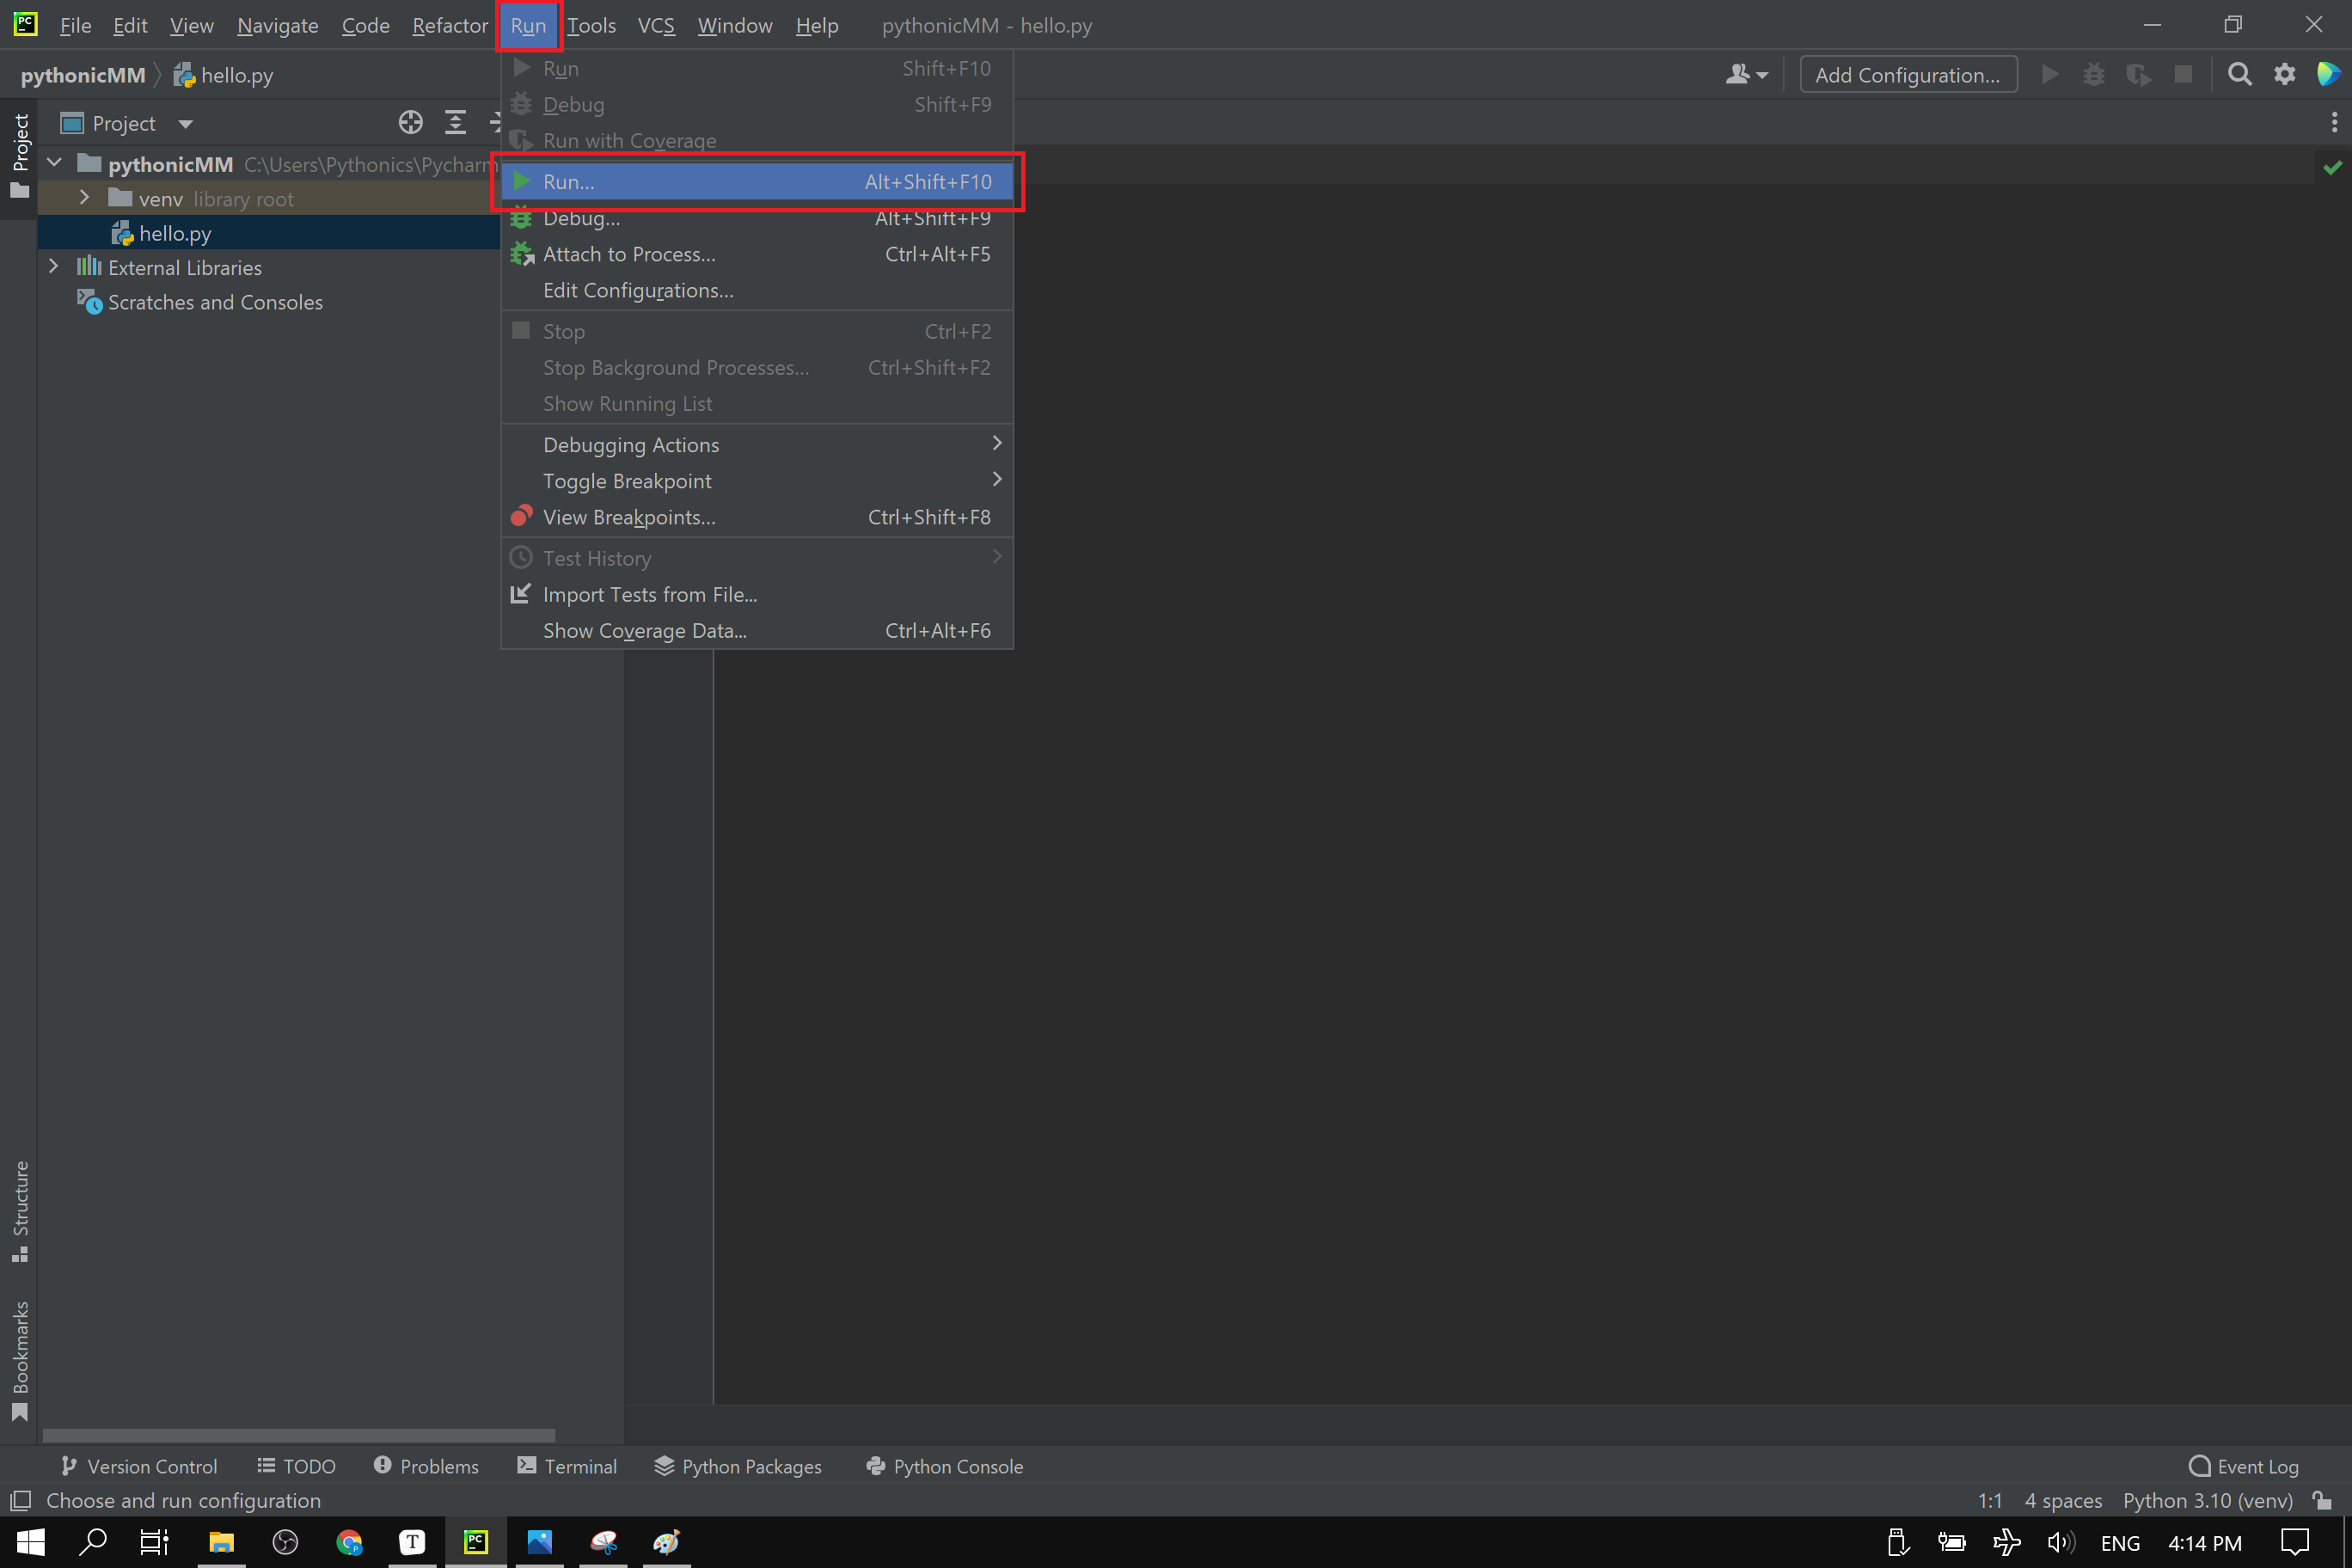 PC
File Edit View Navigate Code Refactor Run Tools VCS Window Help pythonicMM - hello.py
pythonicMM hello.py
Add Configuration...
Project
Project
pythonicMM C:\Users\Pythonics\Pycharm
venv library root
hello.py
External Libraries
Scratches and Consoles
Run Shift+F10
Debug Shift+F9
Run with Coverage
Run... Alt+Shift+F10
Debug... Alt+Shift+F9
Attach to Process... Ctrl+Alt+F5
Edit Configurations...
Stop Ctrl+F2
Stop Background Processes... Ctrl+Shift+F2
Show Running List
Debugging Actions
Toggle Breakpoint
View Breakpoints... Ctrl+Shift+F8
Test History
Import Tests from File...
Show Coverage Data... Ctrl+Alt+F6
Structure
Bookmarks
Version Control TODO Problems Terminal Python Packages Python Console Event Log
Choose and run configuration 1:1 4 spaces Python 3.10 (venv)
P T PC ENG 4:14 PM